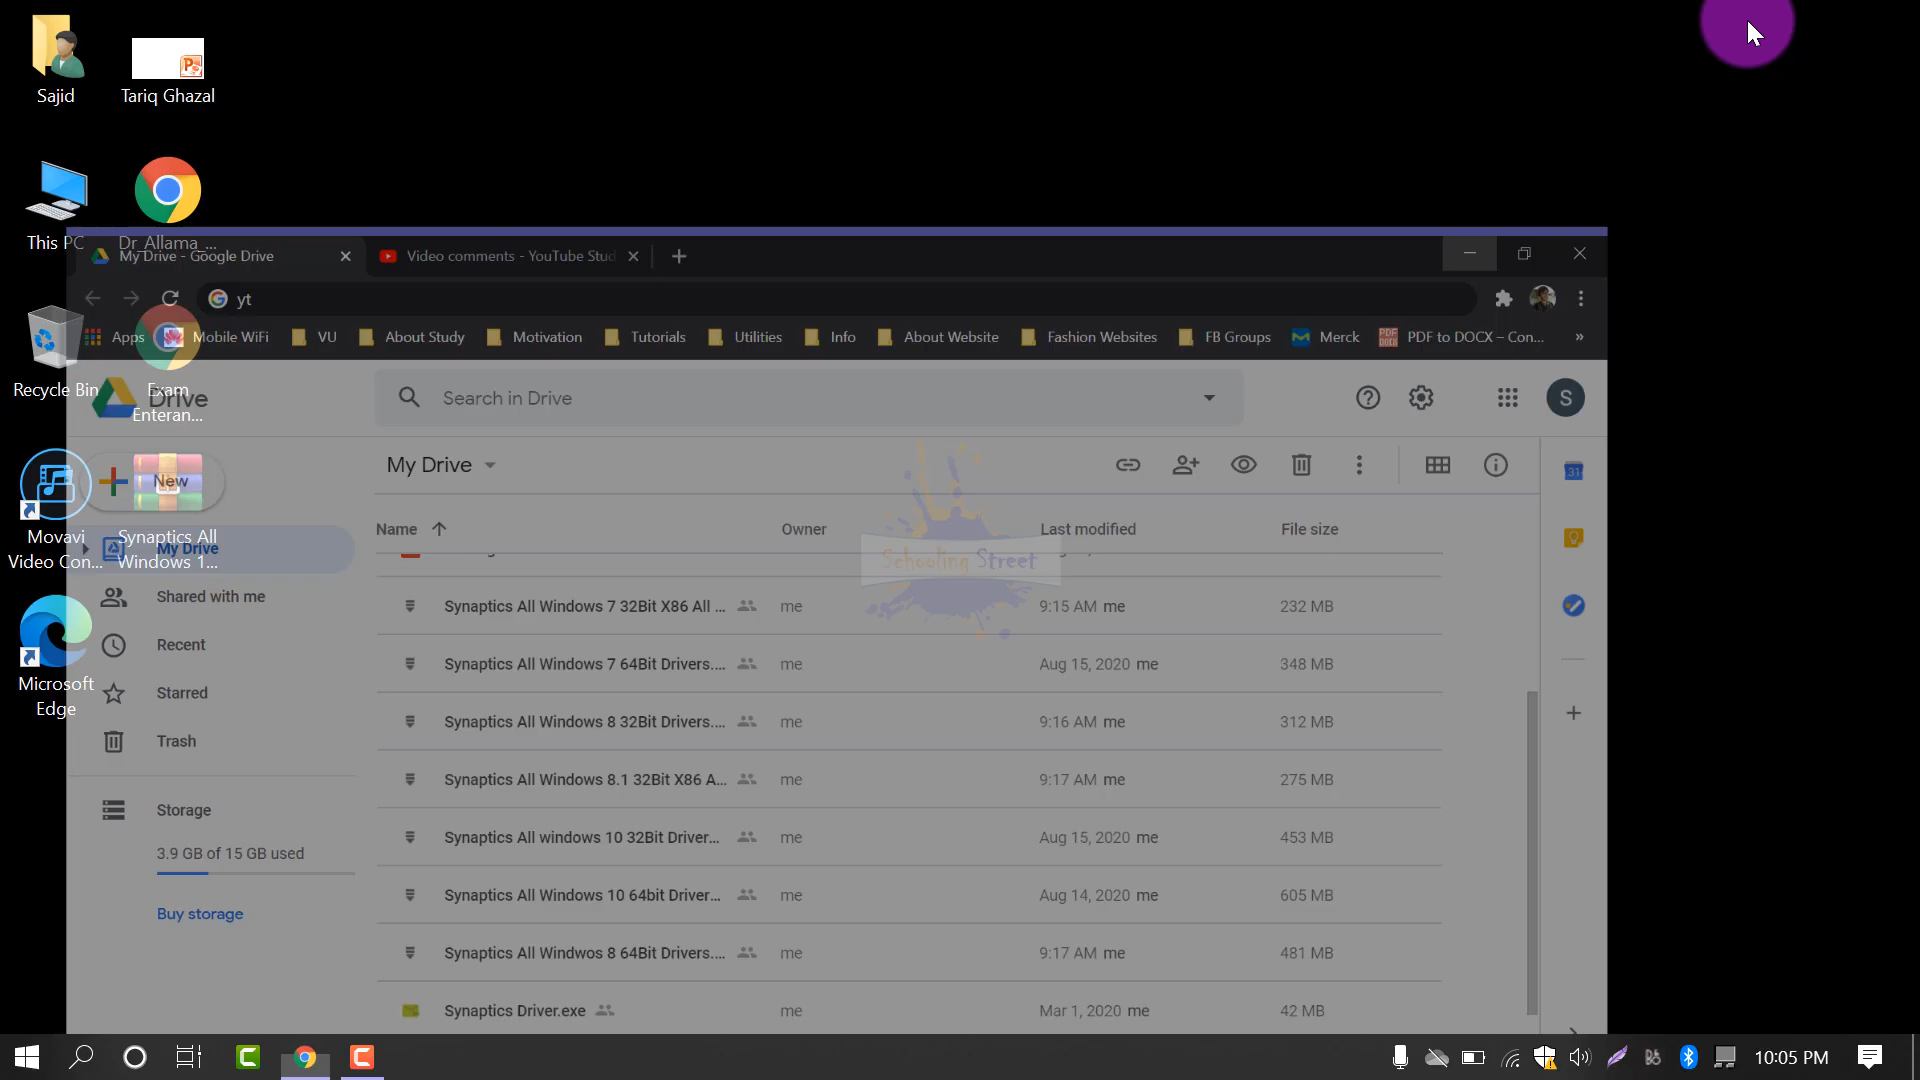 Sajid
Tariq Ghazal
This PC
Dr_Allama_...
Recycle Bin
Exam
Enteran...
Movavi
Video Con...
Synaptics All
Windows 1...
Microsoft
Edge
My Drive - Google Drive
Video comments - YouTube Stud
yt
Apps
Mobile WiFi
VU
About Study
Motivation
Tutorials
Utilities
Info
About Website
Fashion Websites
FB Groups
Merck
PDF to DOCX – Con...
»
Drive
Search in Drive
S
New
My Drive
Shared with me
Recent
Starred
Trash
Storage
3.9 GB of 15 GB used
Buy storage
My Drive
Name Owner Last modified File size
Synaptics All Windows 7 32Bit X86 All ... me 9:15 AM me 232 MB
Synaptics All Windows 7 64Bit Drivers.... me Aug 15, 2020 me 348 MB
Synaptics All Windows 8 32Bit Drivers.... me 9:16 AM me 312 MB
Synaptics All Windows 8.1 32Bit X86 A... me 9:17 AM me 275 MB
Synaptics All windows 10 32Bit Driver... me Aug 15, 2020 me 453 MB
Synaptics All Windows 10 64bit Driver... me Aug 14, 2020 me 605 MB
Synaptics All Windwos 8 64Bit Drivers.... me 9:17 AM me 481 MB
Synaptics Driver.exe me Mar 1, 2020 me 42 MB
Schooling Street
31
10:05 PM